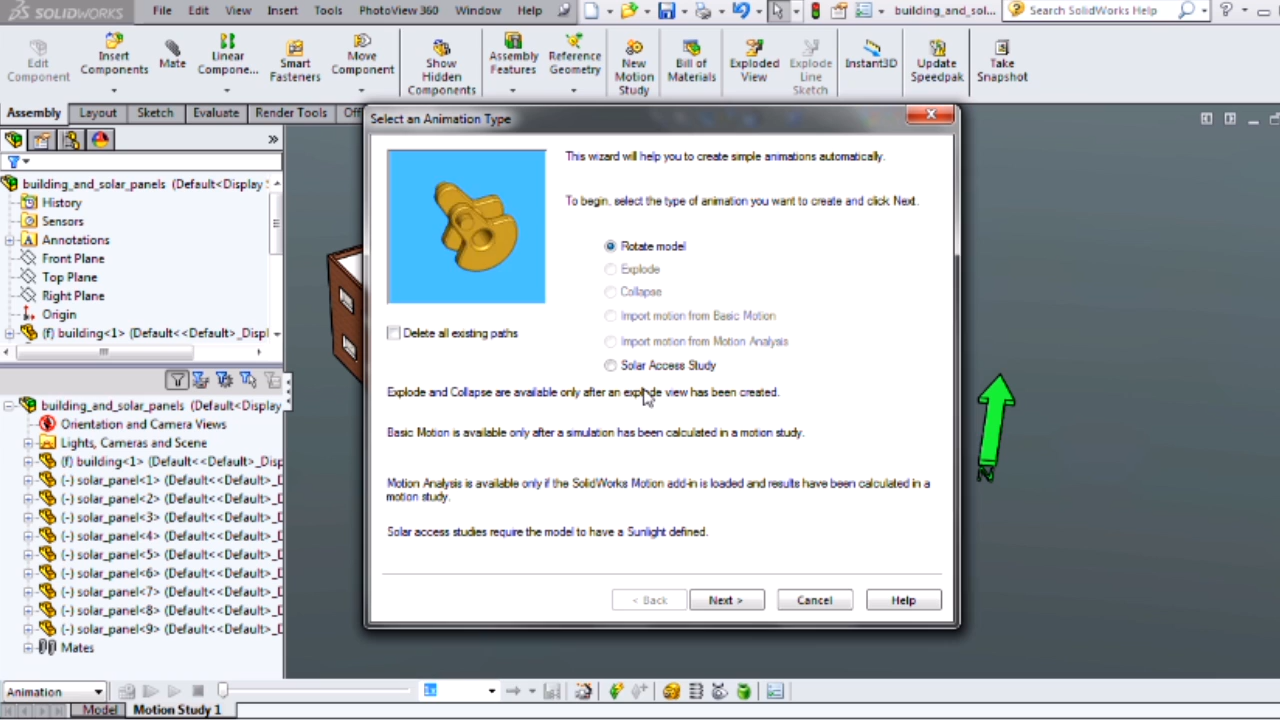 SOLIDWORKS File Edit View Insert Tools PhotoView 360 Window Help building_and_sol... Search SolidWorks Help
Edit Component
Insert Components
Mate
Linear Compone...
Smart Fasteners
Move Component
Show Hidden Components
Assembly Features
Reference Geometry
New Motion Study
Bill of Materials
Exploded View
Explode Line Sketch
Instant3D
Update Speedpak
Take Snapshot
Assembly Layout Sketch Evaluate Render Tools
building_and_solar_panels (Default<Display
History
Sensors
Annotations
Front Plane
Top Plane
Right Plane
Origin
(f) building<1> (Default<<Default>_Displ
building_and_solar_panels (Default<Display
Orientation and Camera Views
Lights, Cameras and Scene
(f) building<1> (Default<<Default>_Disp
(-) solar_panel<1> (Default<<Default>_D
(-) solar_panel<2> (Default<<Default>_D
(-) solar_panel<3> (Default<<Default>_D
(-) solar_panel<4> (Default<<Default>_D
(-) solar_panel<5> (Default<<Default>_D
(-) solar_panel<6> (Default<<Default>_D
(-) solar_panel<7> (Default<<Default>_D
(-) solar_panel<8> (Default<<Default>_D
(-) solar_panel<9> (Default<<Default>_D
Mates
Select an Animation Type
This wizard will help you to create simple animations automatically.
To begin, select the type of animation you want to create and click Next.
Rotate model
Explode
Collapse
Import motion from Basic Motion
Import motion from Motion Analysis
Solar Access Study
Delete all existing paths
Explode and Collapse are available only after an explode view has been created.
Basic Motion is available only after a simulation has been calculated in a motion study.
Motion Analysis is available only if the SolidWorks Motion add-in is loaded and results have been calculated in a
motion study.
Solar access studies require the model to have a Sunlight defined.
< Back Next > Cancel Help
N
Animation
Model Motion Study 1